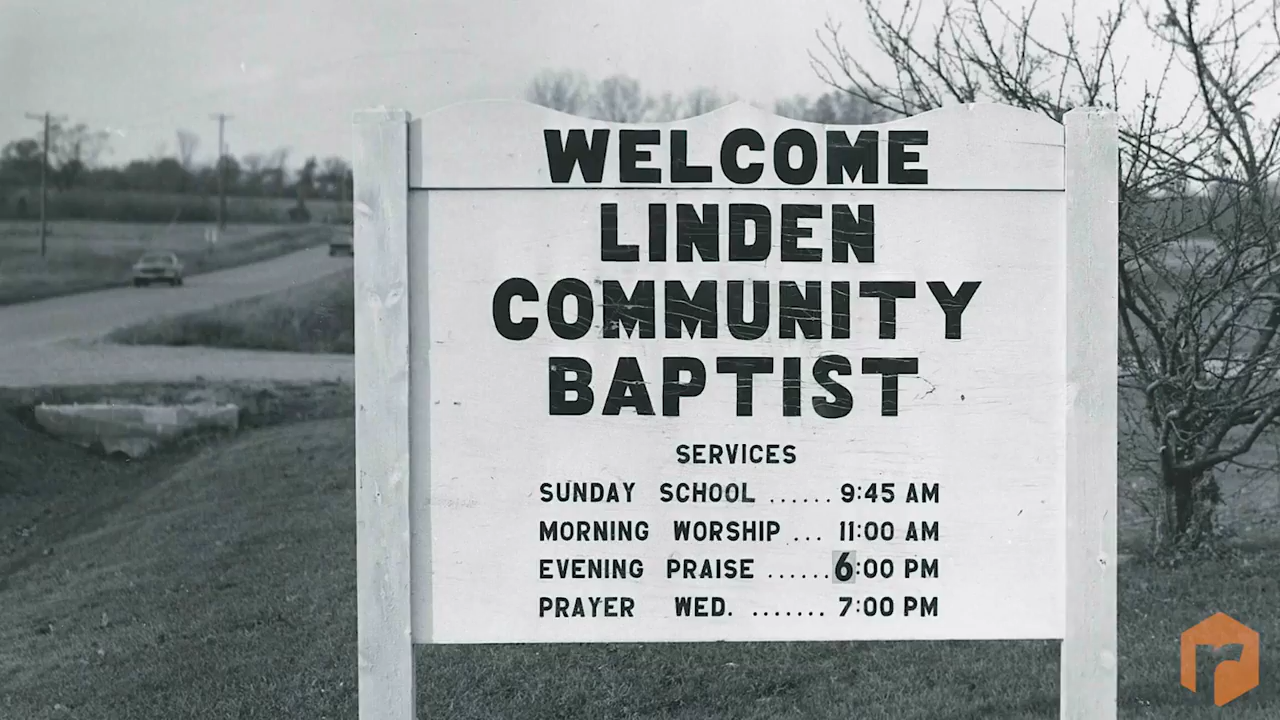 WELCOME
LINDEN
COMMUNITY
BAPTIST
SERVICES
SUNDAY SCHOOL ...... 9:45 AM
MORNING WORSHIP ... 11:00 AM
EVENING PRAISE ...... 6:00 PM
PRAYER WED. ....... 7:00 PM